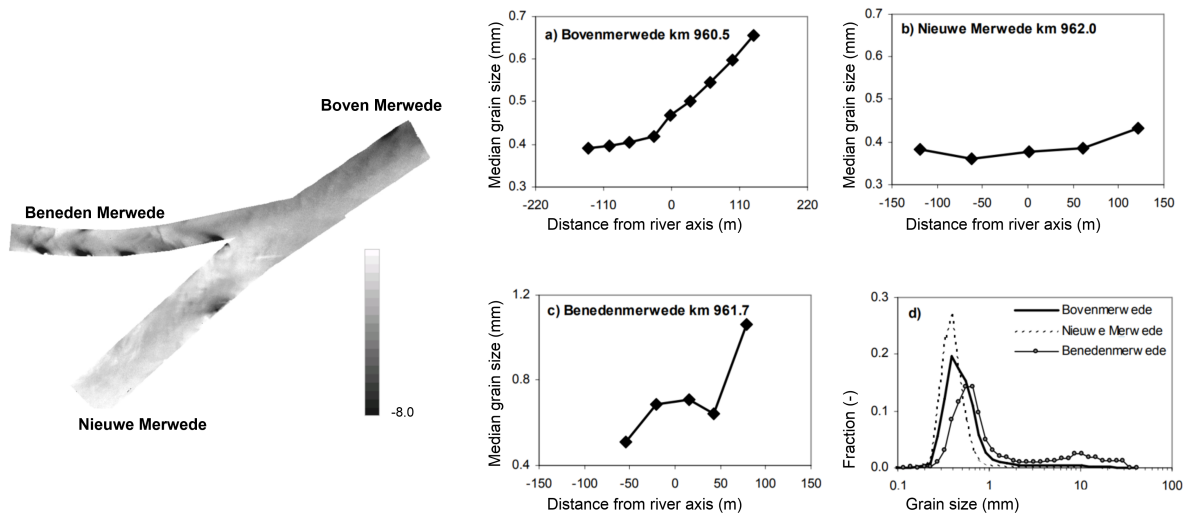 Boven Merwede
Beneden Merwede
Nieuwe Merwede
-8.0
a) Bovenmerwede km 960.5
Median grain size (mm)
0.7
0.6
0.5
0.4
0.3
-220
-110
0
110
220
Distance from river axis (m)
b) Nieuwe Merwede km 962.0
Median grain size (mm)
0.7
0.6
0.5
0.4
0.3
-150
-100
-50
0
50
100
150
Distance from river axis (m)
c) Benedenmerwede km 961.7
Median grain size (mm)
1.2
0.8
0.4
-150
-100
-50
0
50
100
150
Distance from river axis (m)
d)
Bovenmerwede
Nieuwe Merwede
Benedenmerwede
Fraction (-)
0.3
0.2
0.1
0.0
0.1
1
10
100
Grain size (mm)